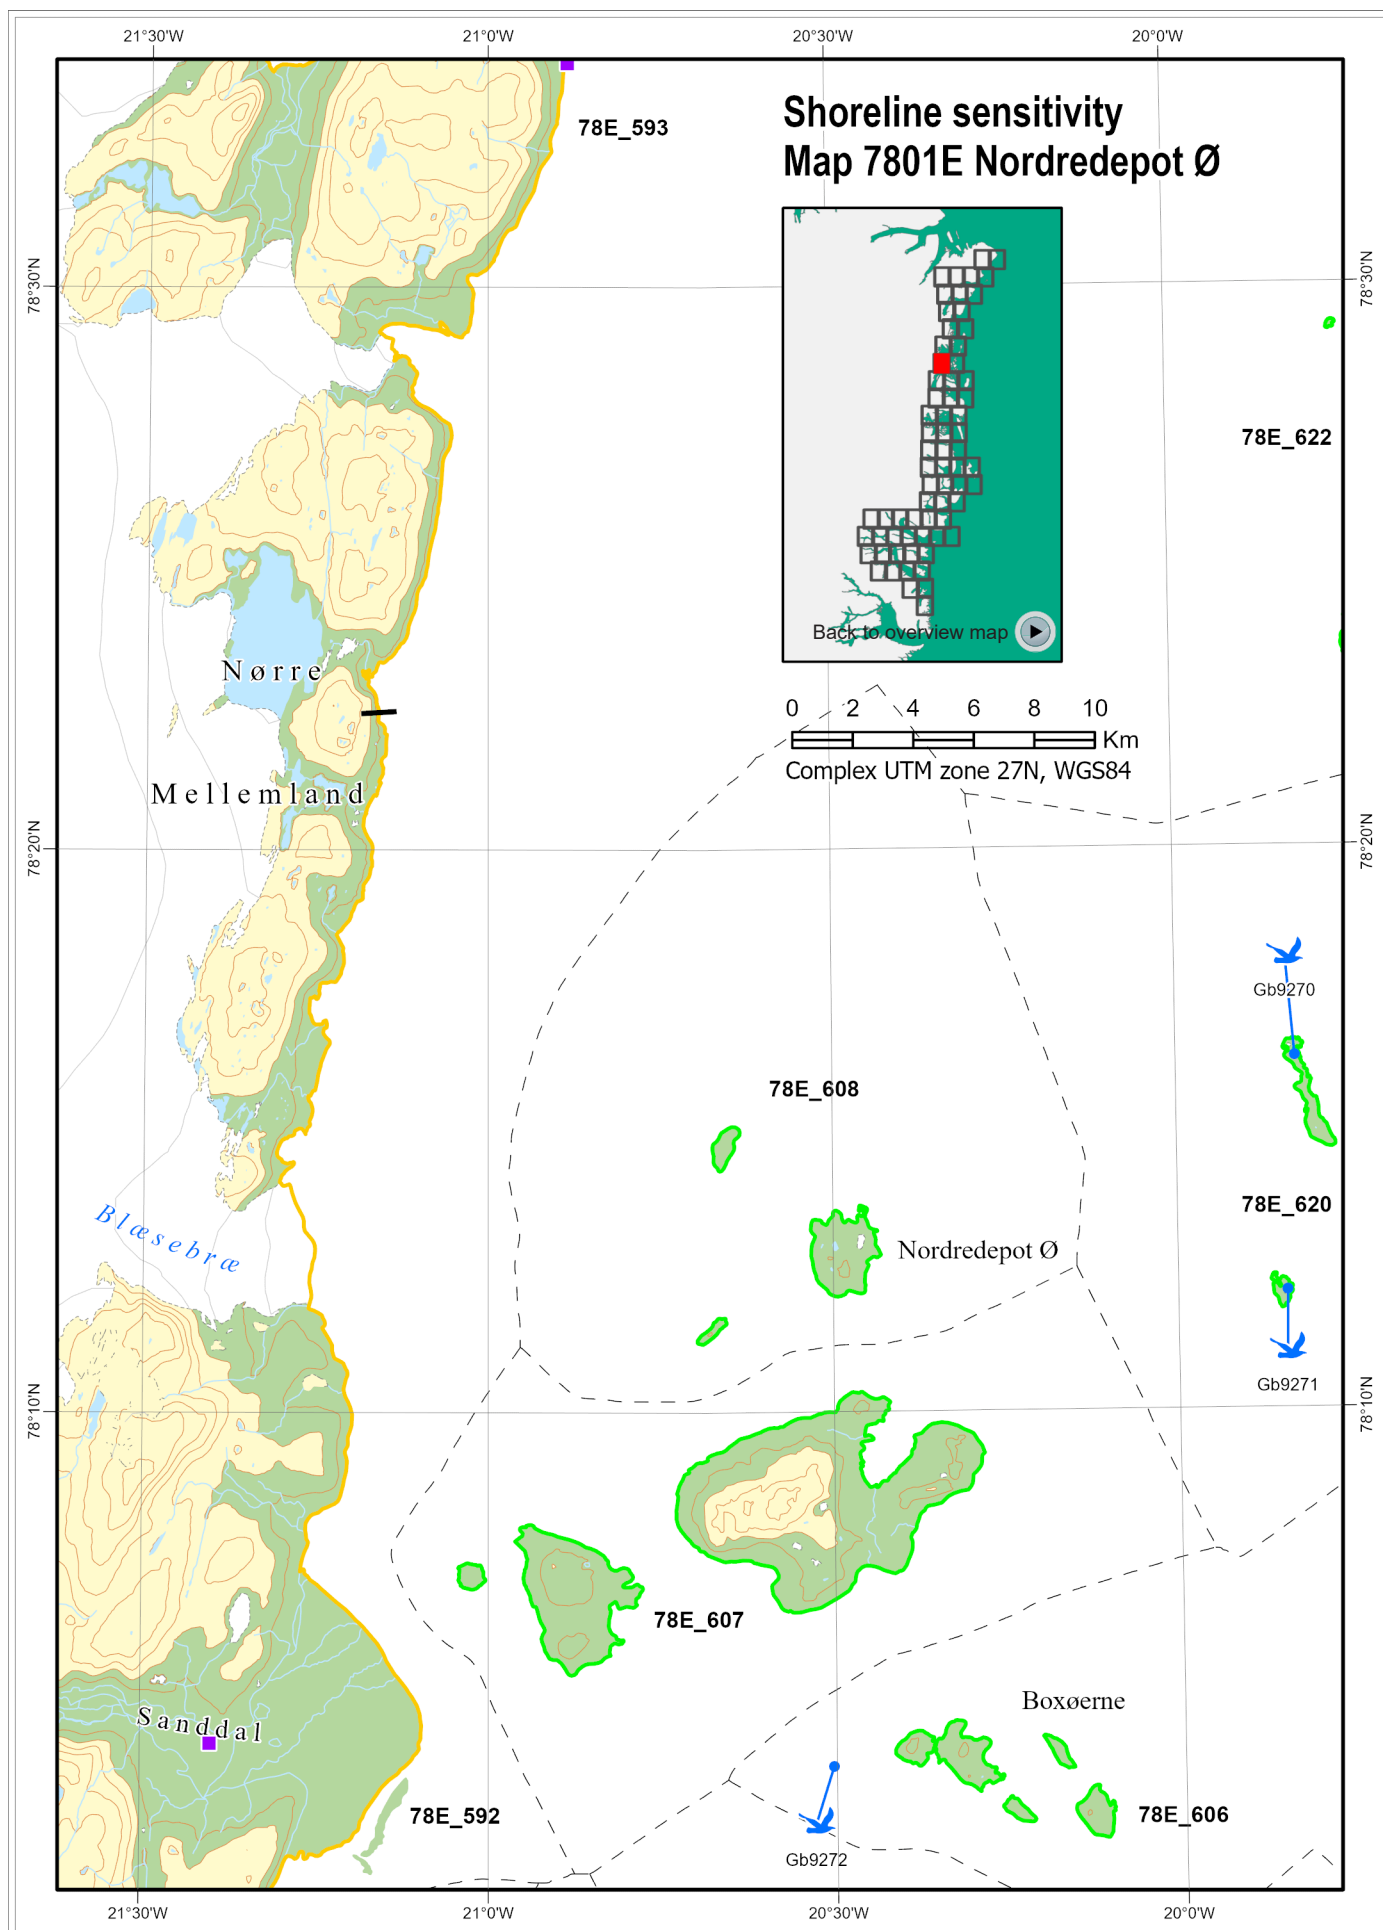 21°30'W
21°0'W
20°30'W
20°0'W
78E_593
Shoreline sensitivity
Map 7801E Nordredepot Ø
78°30'N
78°30'N
78E_622
Back to overview map
Nørre
0 2 4 6 8 10
Km
Complex UTM zone 27N, WGS84
Mellemland
78°20'N
78°20'N
Gb9270
78E_608
78E_620
Blæsebræ
Nordredepot Ø
Gb9271
78°10'N
78°10'N
78E_607
Boxøerne
Sanddal
78E_592
78E_606
Gb9272
21°30'W
21°0'W
20°30'W
20°0'W